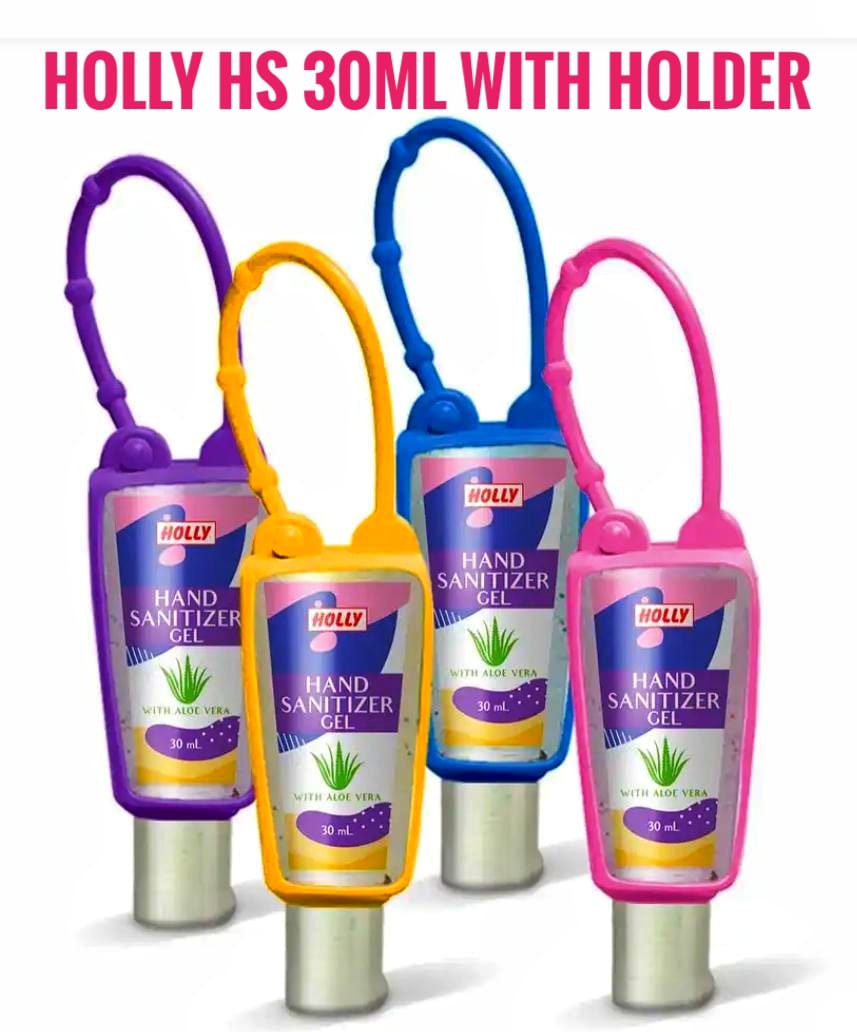 HOLLY HS 30ML WITH HOLDER
HOLLY
HAND
SANITIZER
GEL
WITH ALOE VERA
30 mL
HOLLY
HAND
SANITIZER
GEL
WITH ALOE VERA
30 mL
HOLLY
HAND
SANITIZER
GEL
WITH ALOE VERA
30 mL
HOLLY
HAND
SANITIZER
GEL
WITH ALOE VERA
30 mL